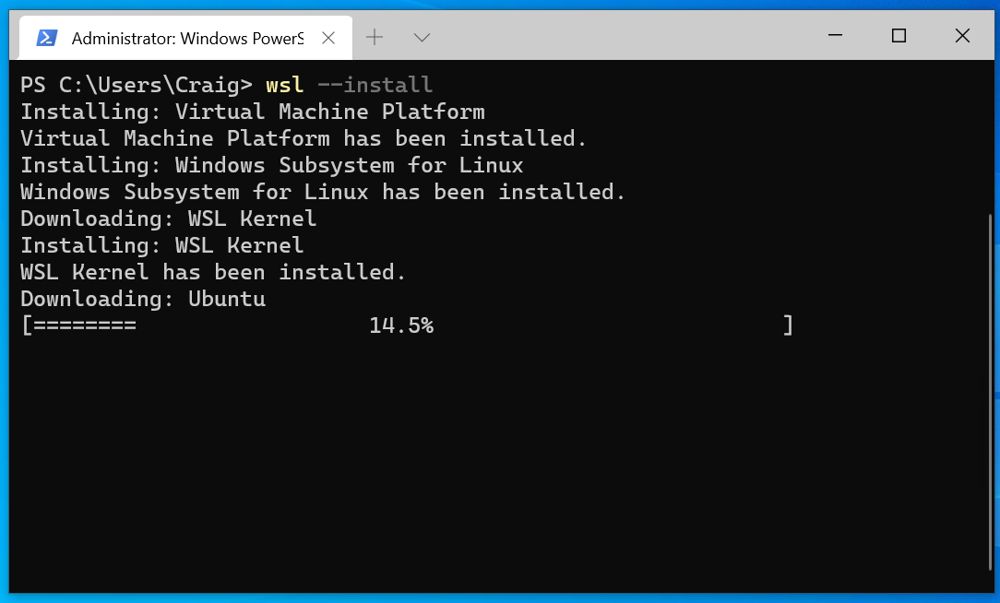 Administrator: Windows PowerS
PS C:\Users\Craig> wsl --install
Installing: Virtual Machine Platform
Virtual Machine Platform has been installed.
Installing: Windows Subsystem for Linux
Windows Subsystem for Linux has been installed.
Downloading: WSL Kernel
Installing: WSL Kernel
WSL Kernel has been installed.
Downloading: Ubuntu
[======== 14.5% ]